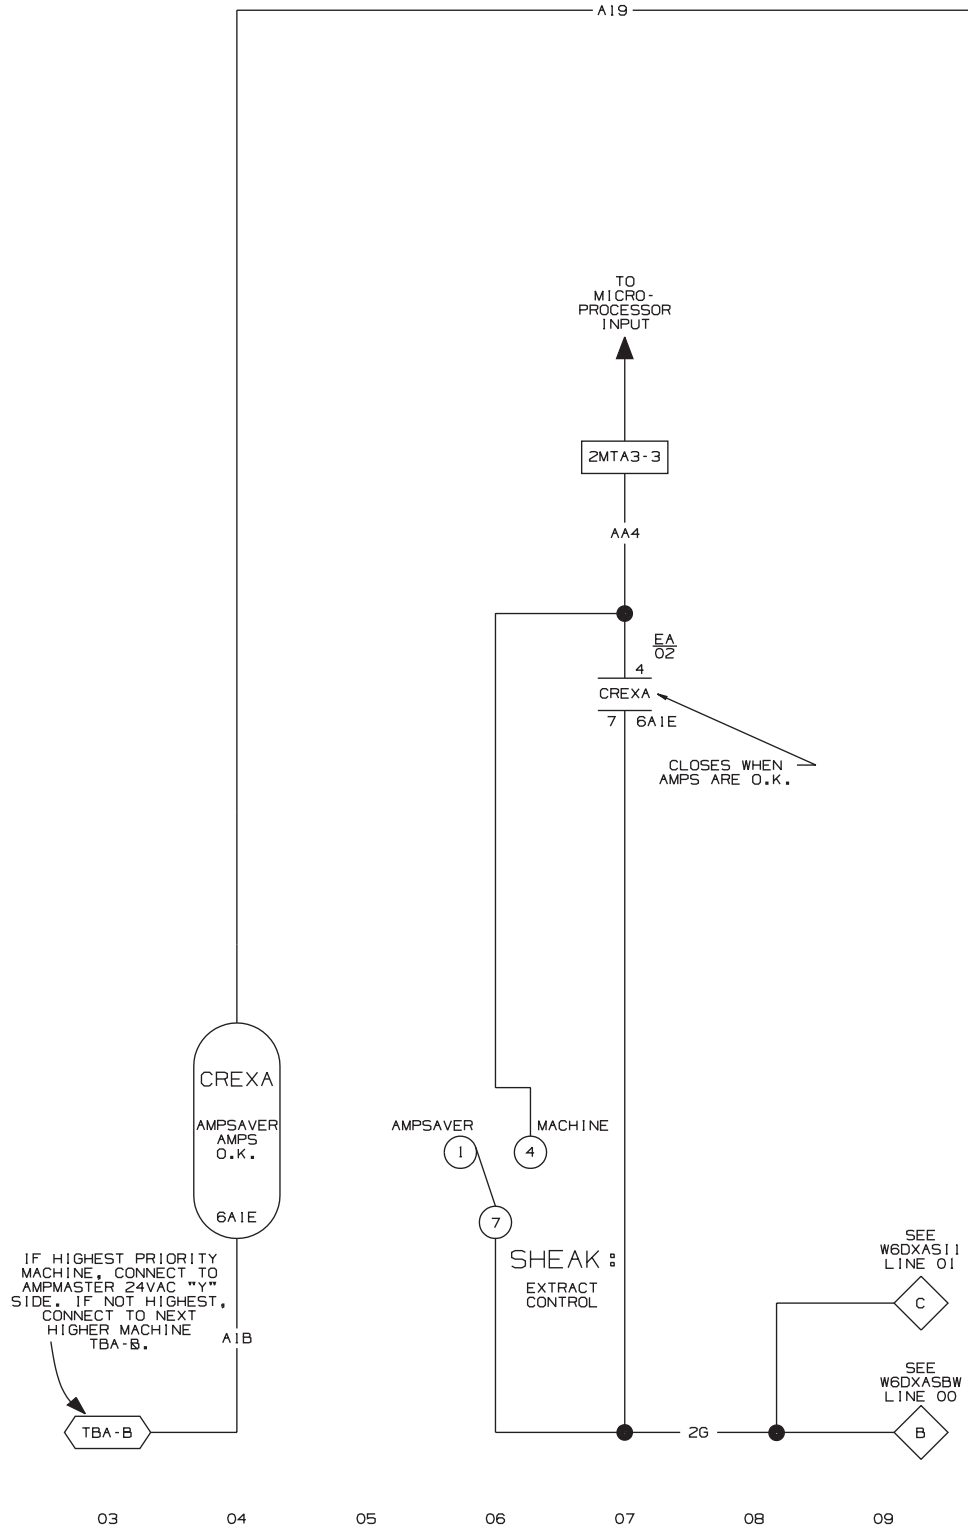 A19
TO
MICRO-
PROCESSOR
INPUT
2MTA3-3
AA4
EA
02
4
CREXA
7 6A1E
CLOSES WHEN
AMPS ARE O.K.
CREXA
AMPSAVER
AMPS
O.K.
6A1E
AMPSAVER
MACHINE
1
4
7
SHEAK:
EXTRACT
CONTROL
IF HIGHEST PRIORITY
MACHINE, CONNECT TO
AMPMASTER 24VAC "Y"
SIDE. IF NOT HIGHEST,
CONNECT TO NEXT
HIGHER MACHINE
TBA-B.
A1B
TBA-B
2G
SEE
W6DXAS11
LINE 01
C
SEE
W6DXASBW
LINE 00
B
03 04 05 06 07 08 09